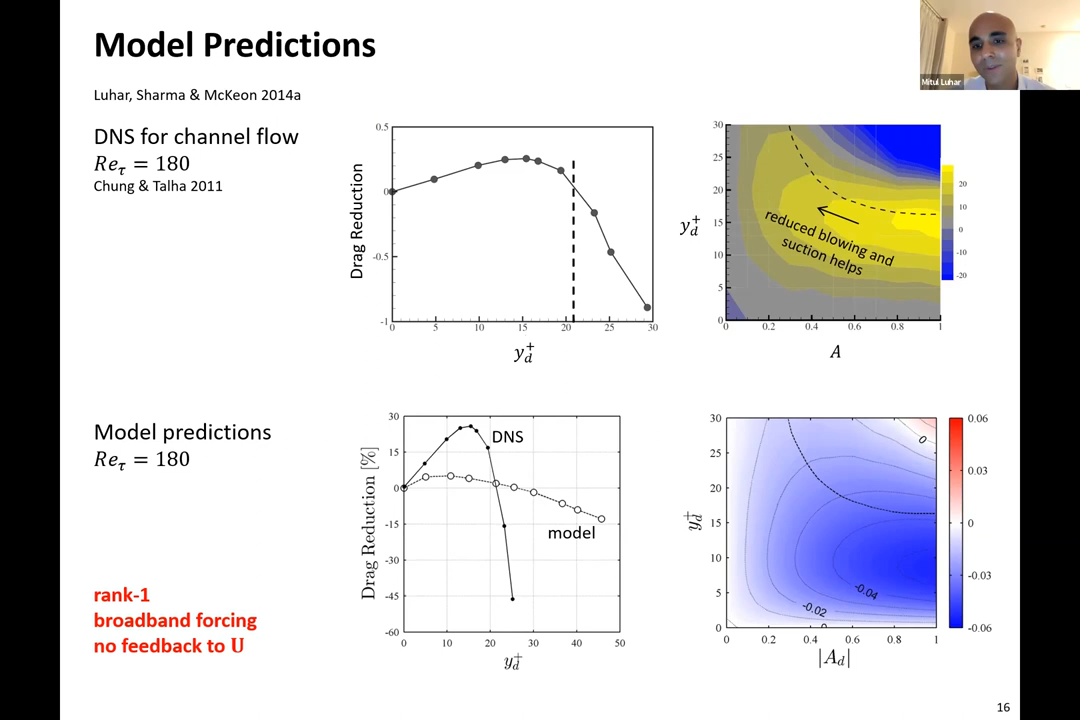 Model Predictions
Mitul Luhar
Luhar, Sharma & McKeon 2014a
DNS for channel flow
Re_τ = 180
Chung & Talha 2011
Drag Reduction
0.5
0
-0.5
-1
0 5 10 15 20 25 30
y_d^+
y_d^+
30
25
20
15
10
5
0
0 0.2 0.4 0.6 0.8 1
A
reduced blowing and
suction helps
20
10
0
-10
-20
Model predictions
Re_τ = 180
Drag Reduction [%]
30
15
0
-15
-30
-45
-60
0 10 20 30 40 50
y_d^+
DNS
model
y_d^+
30
25
20
15
10
5
0
0 0.2 0.4 0.6 0.8 1
|A_d|
0
-0.04
-0.02
0
0.06
0.03
0
-0.03
-0.06
rank-1
broadband forcing
no feedback to U
16